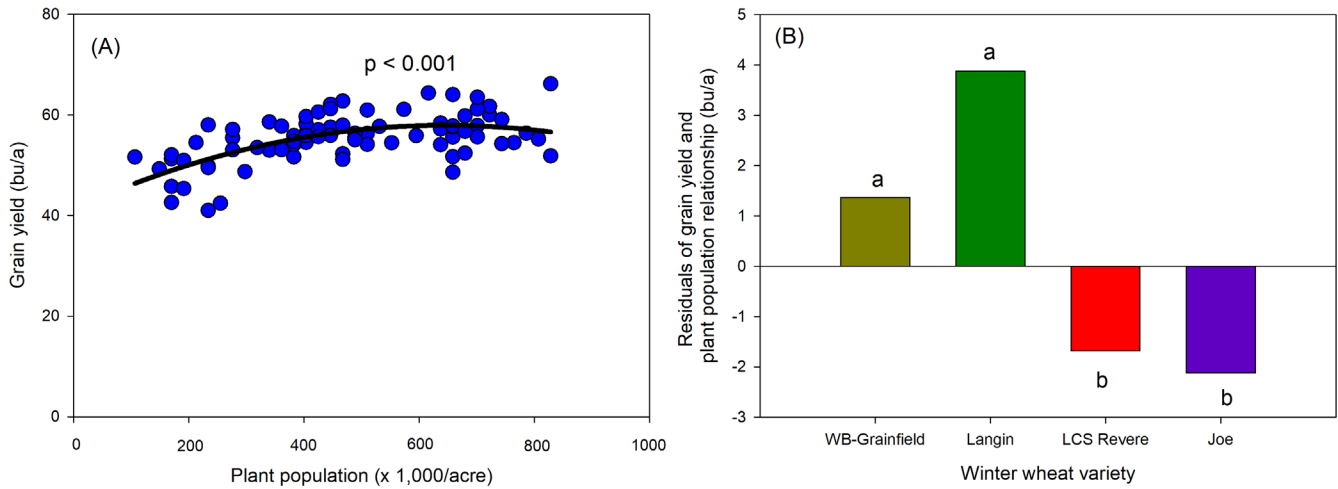 (A)
p < 0.001
80
60
40
20
0
Grain yield (bu/a)
0 200 400 600 800 1000
Plant population (x 1,000/acre)
(B)
5
4
3
2
1
0
-1
-2
-3
Residuals of grain yield and
plant population relationship (bu/a)
a
a
b
b
WB-Grainfield Langin LCS Revere Joe
Winter wheat variety